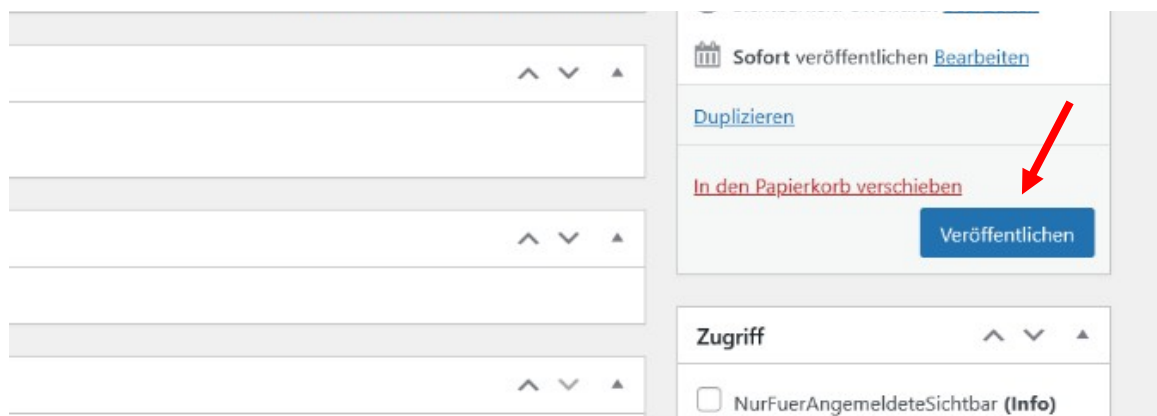 Sofort veröffentlichen Bearbeiten
Duplizieren
In den Papierkorb verschieben
Veröffentlichen
Zugriff
NurFuerAngemeldeteSichtbar (Info)